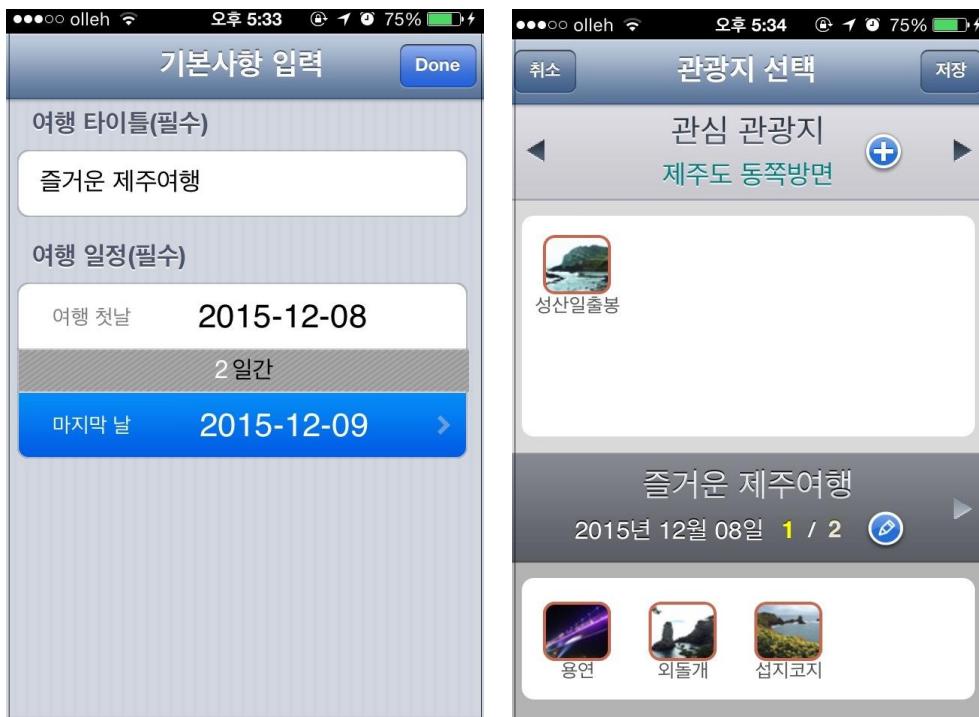 olleh 오후 5:33 75%
기본사항 입력 Done
여행 타이틀(필수)
즐거운 제주여행
여행 일정(필수)
여행 첫날 2015-12-08
2 일간
마지막 날 2015-12-09
olleh 오후 5:34 75%
취소 관광지 선택 저장
관심 관광지
제주도 동쪽방면
성산일출봉
즐거운 제주여행
2015년 12월 08일 1 / 2
용연 외돌개 섭지코지